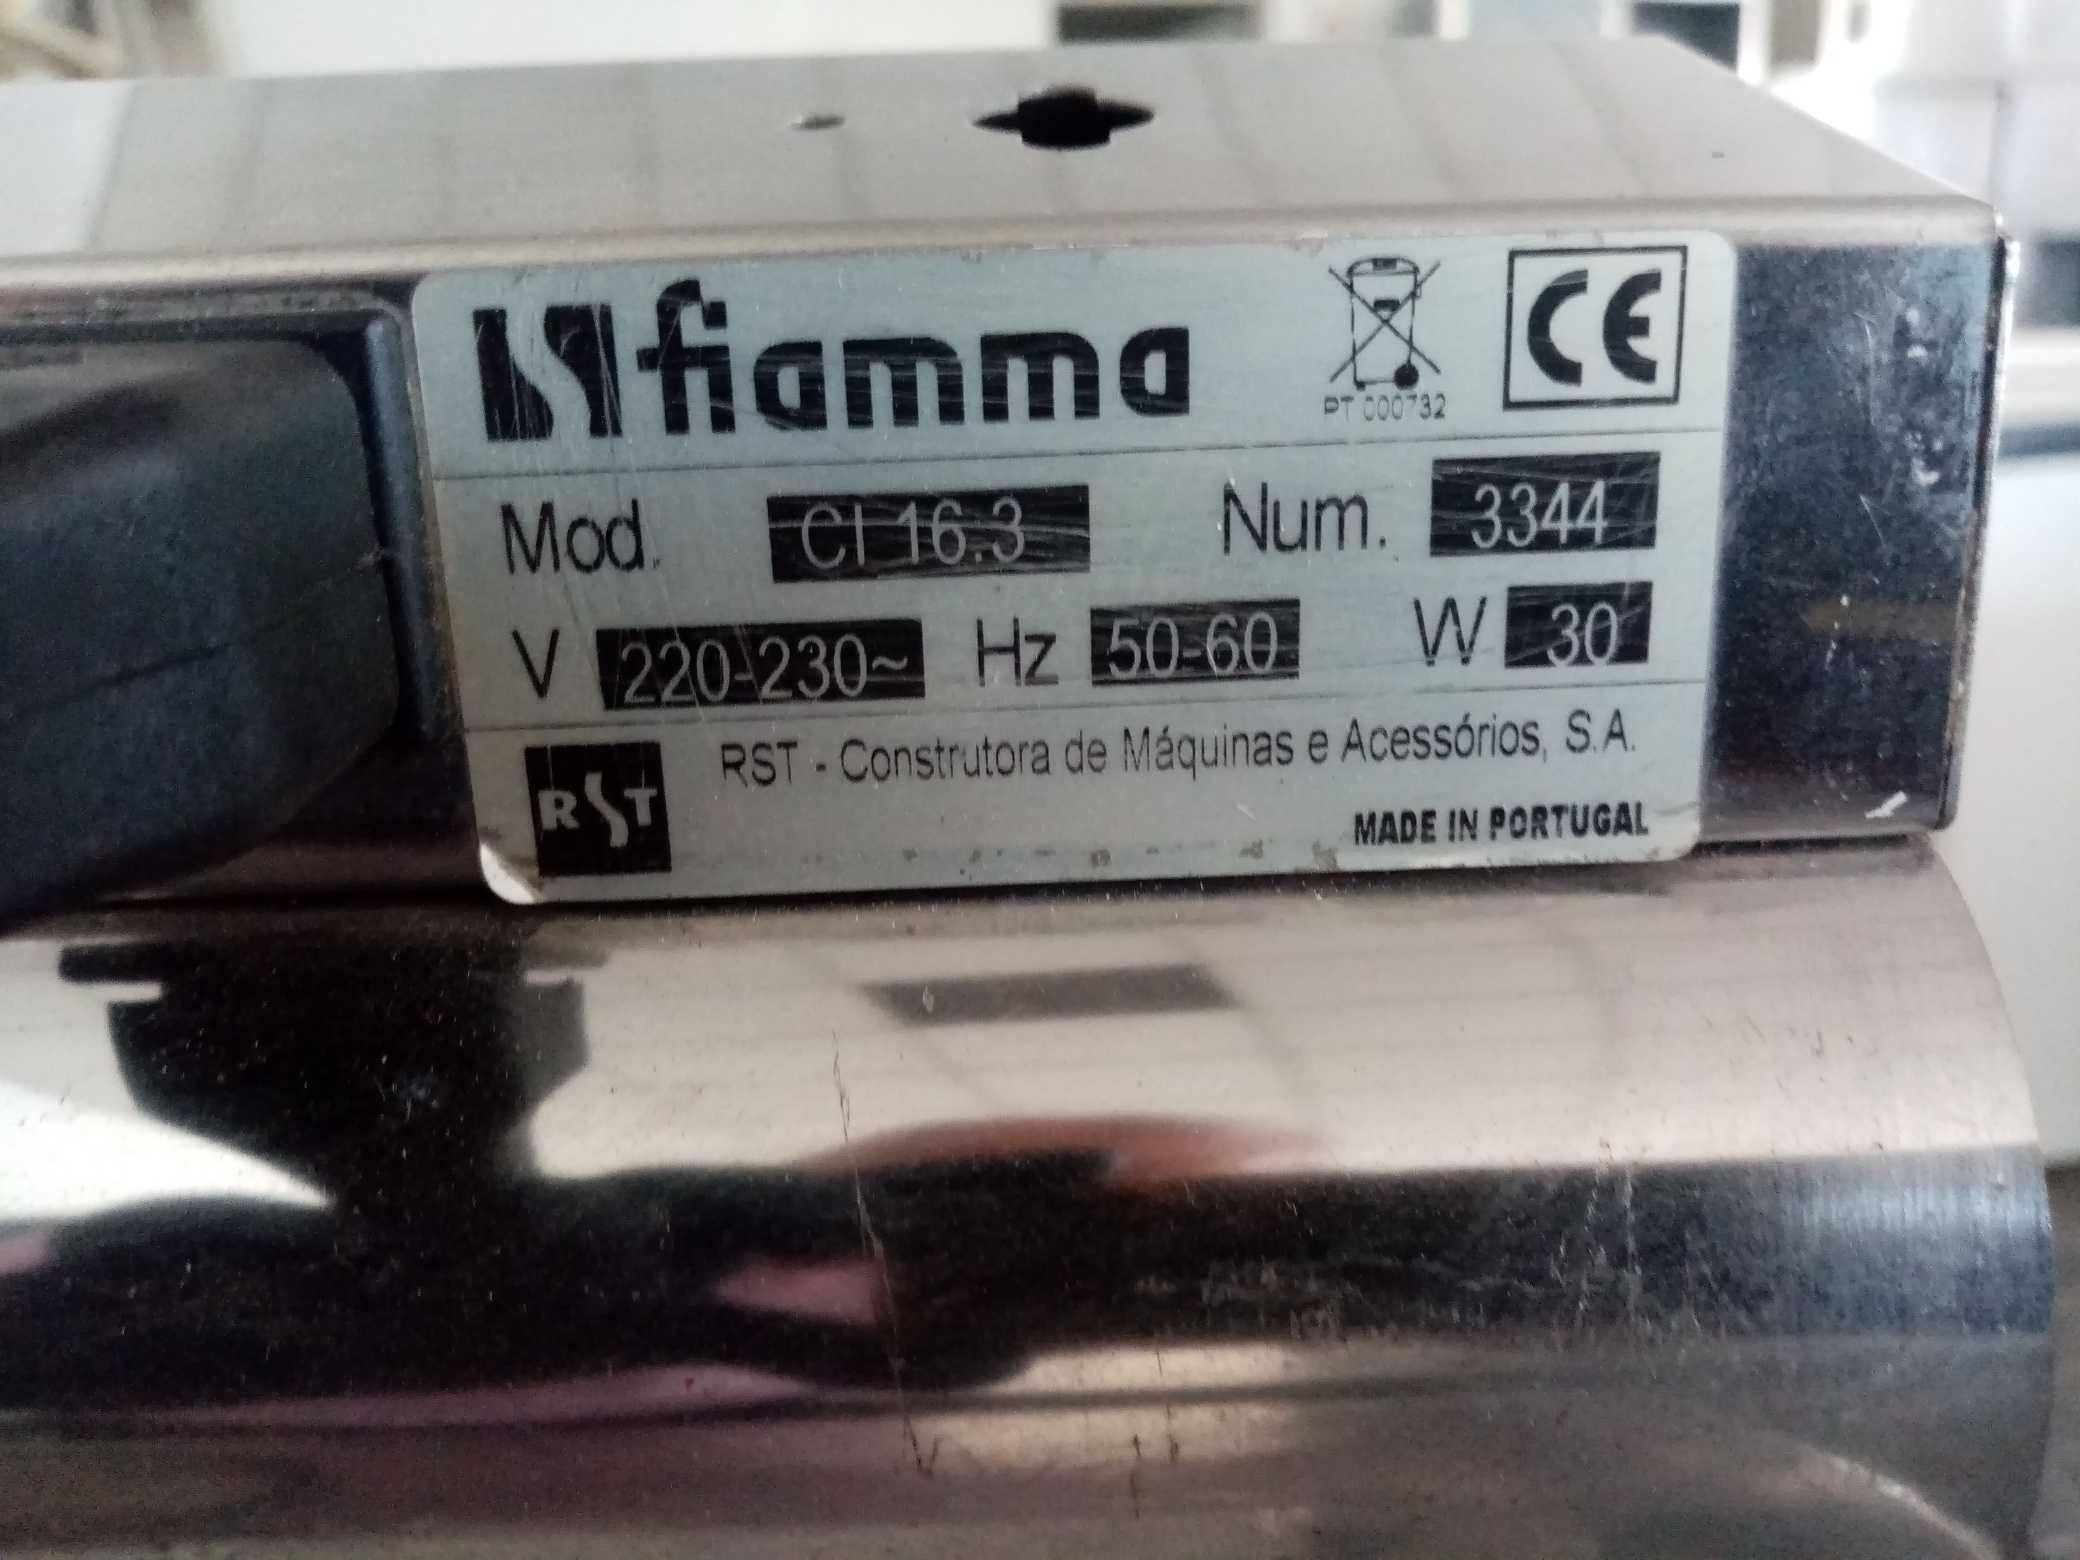 fiamma
CE
PT 000732
Mod. CI 16.3 Num. 3344
V 220-230~ Hz 50-60 W 30
RST
RST - Construtora de Máquinas e Acessórios, S.A.
MADE IN PORTUGAL